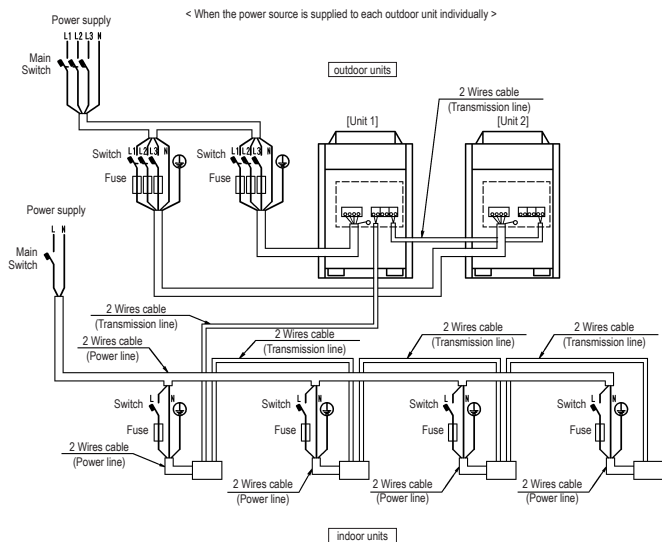 < When the power source is supplied to each outdoor unit individually >
Power supply
L1 L2 L3 N
Main
Switch
outdoor units
2 Wires cable
(Transmission line)
[Unit 1]
[Unit 2]
L1 L2 L3 N
Switch
Fuse
L1 L2 L3 N
Switch
Fuse
Power supply
L N
Main
Switch
2 Wires cable
(Transmission line)
2 Wires cable
(Power line)
2 Wires cable
(Transmission line)
2 Wires cable
(Transmission line)
2 Wires cable
(Transmission line)
L N
Switch
Fuse
L N
Switch
Fuse
L N
Switch
Fuse
L N
Switch
Fuse
2 Wires cable
(Power line)
2 Wires cable
(Power line)
2 Wires cable
(Power line)
2 Wires cable
(Power line)
indoor units